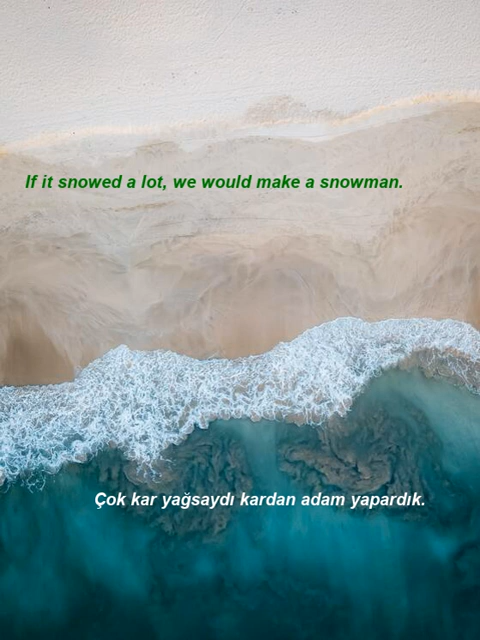 If it snowed a lot, we would make a snowman.
Çok kar yağsaydı kardan adam yapardık.